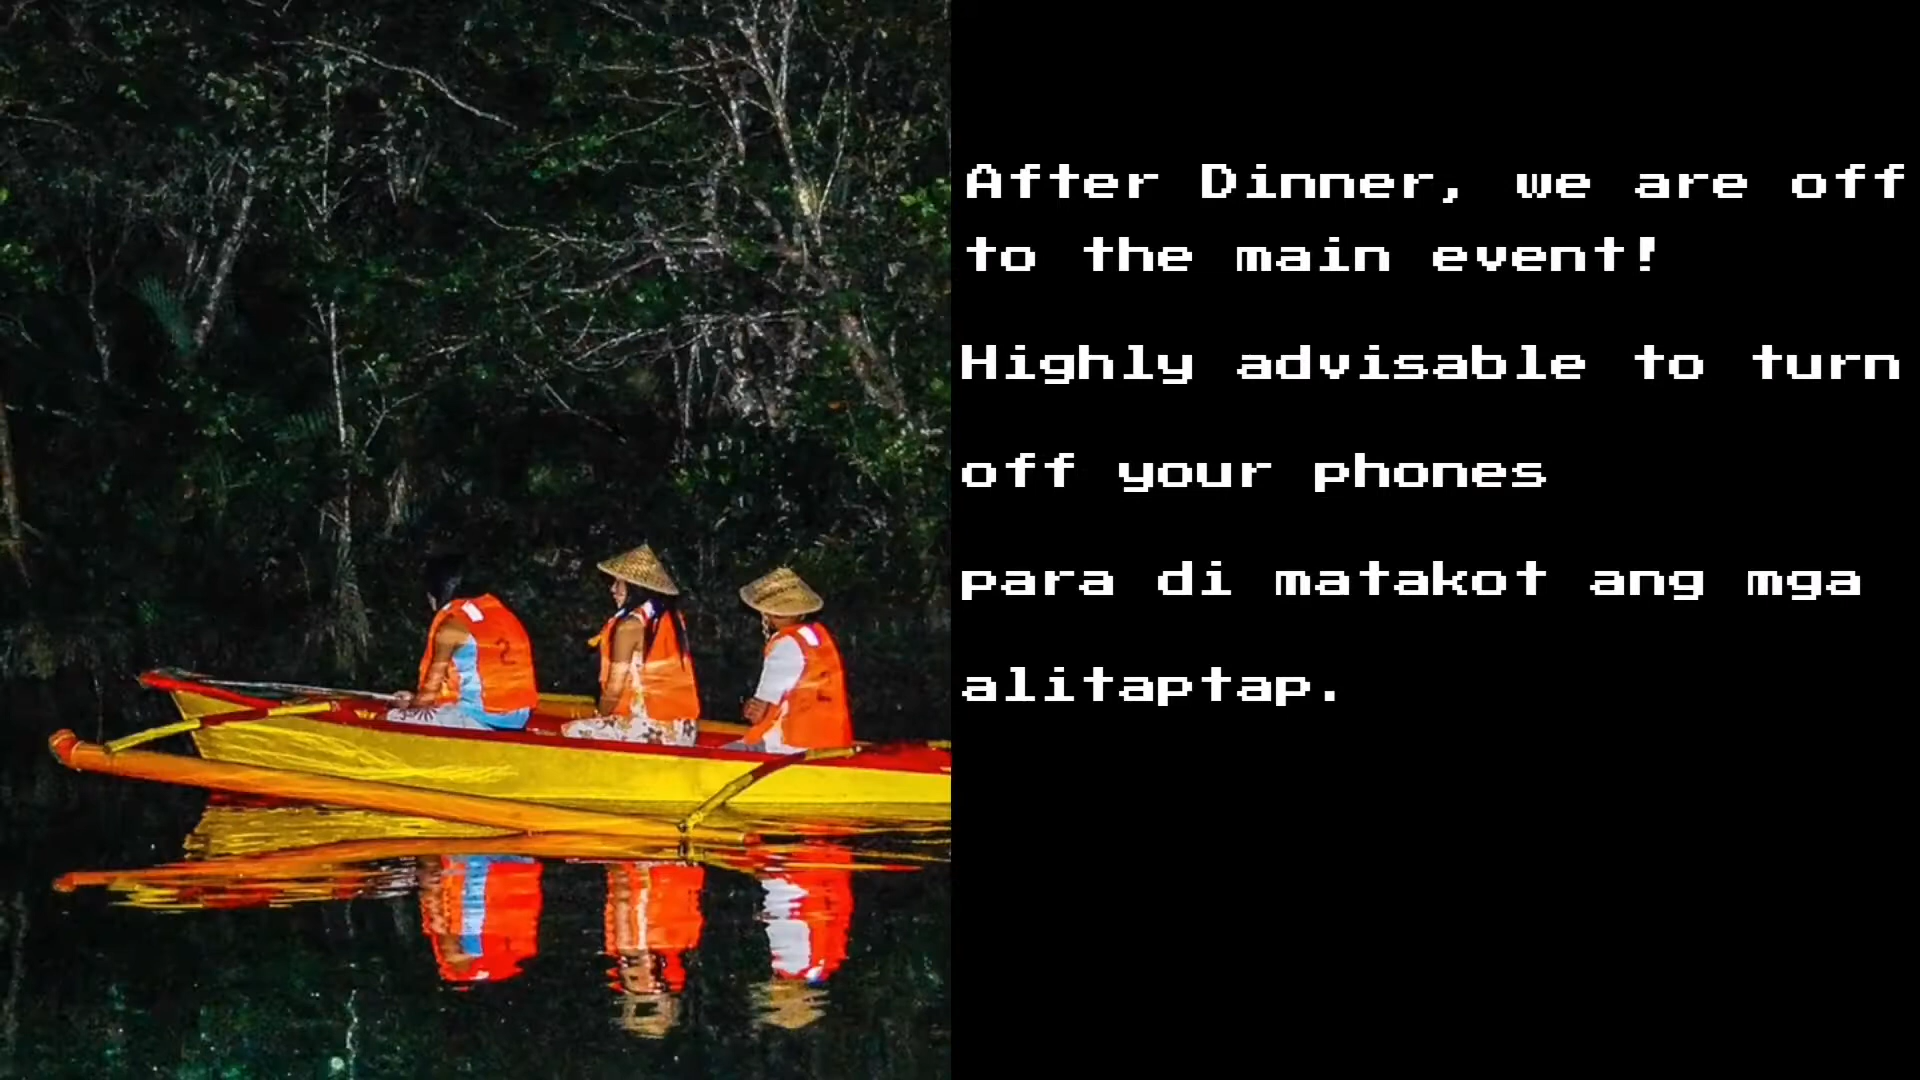 After Dinner, we are off
to the main event!
Highly advisable to turn
off your phones
para di matakot ang mga
alitaptap.
2